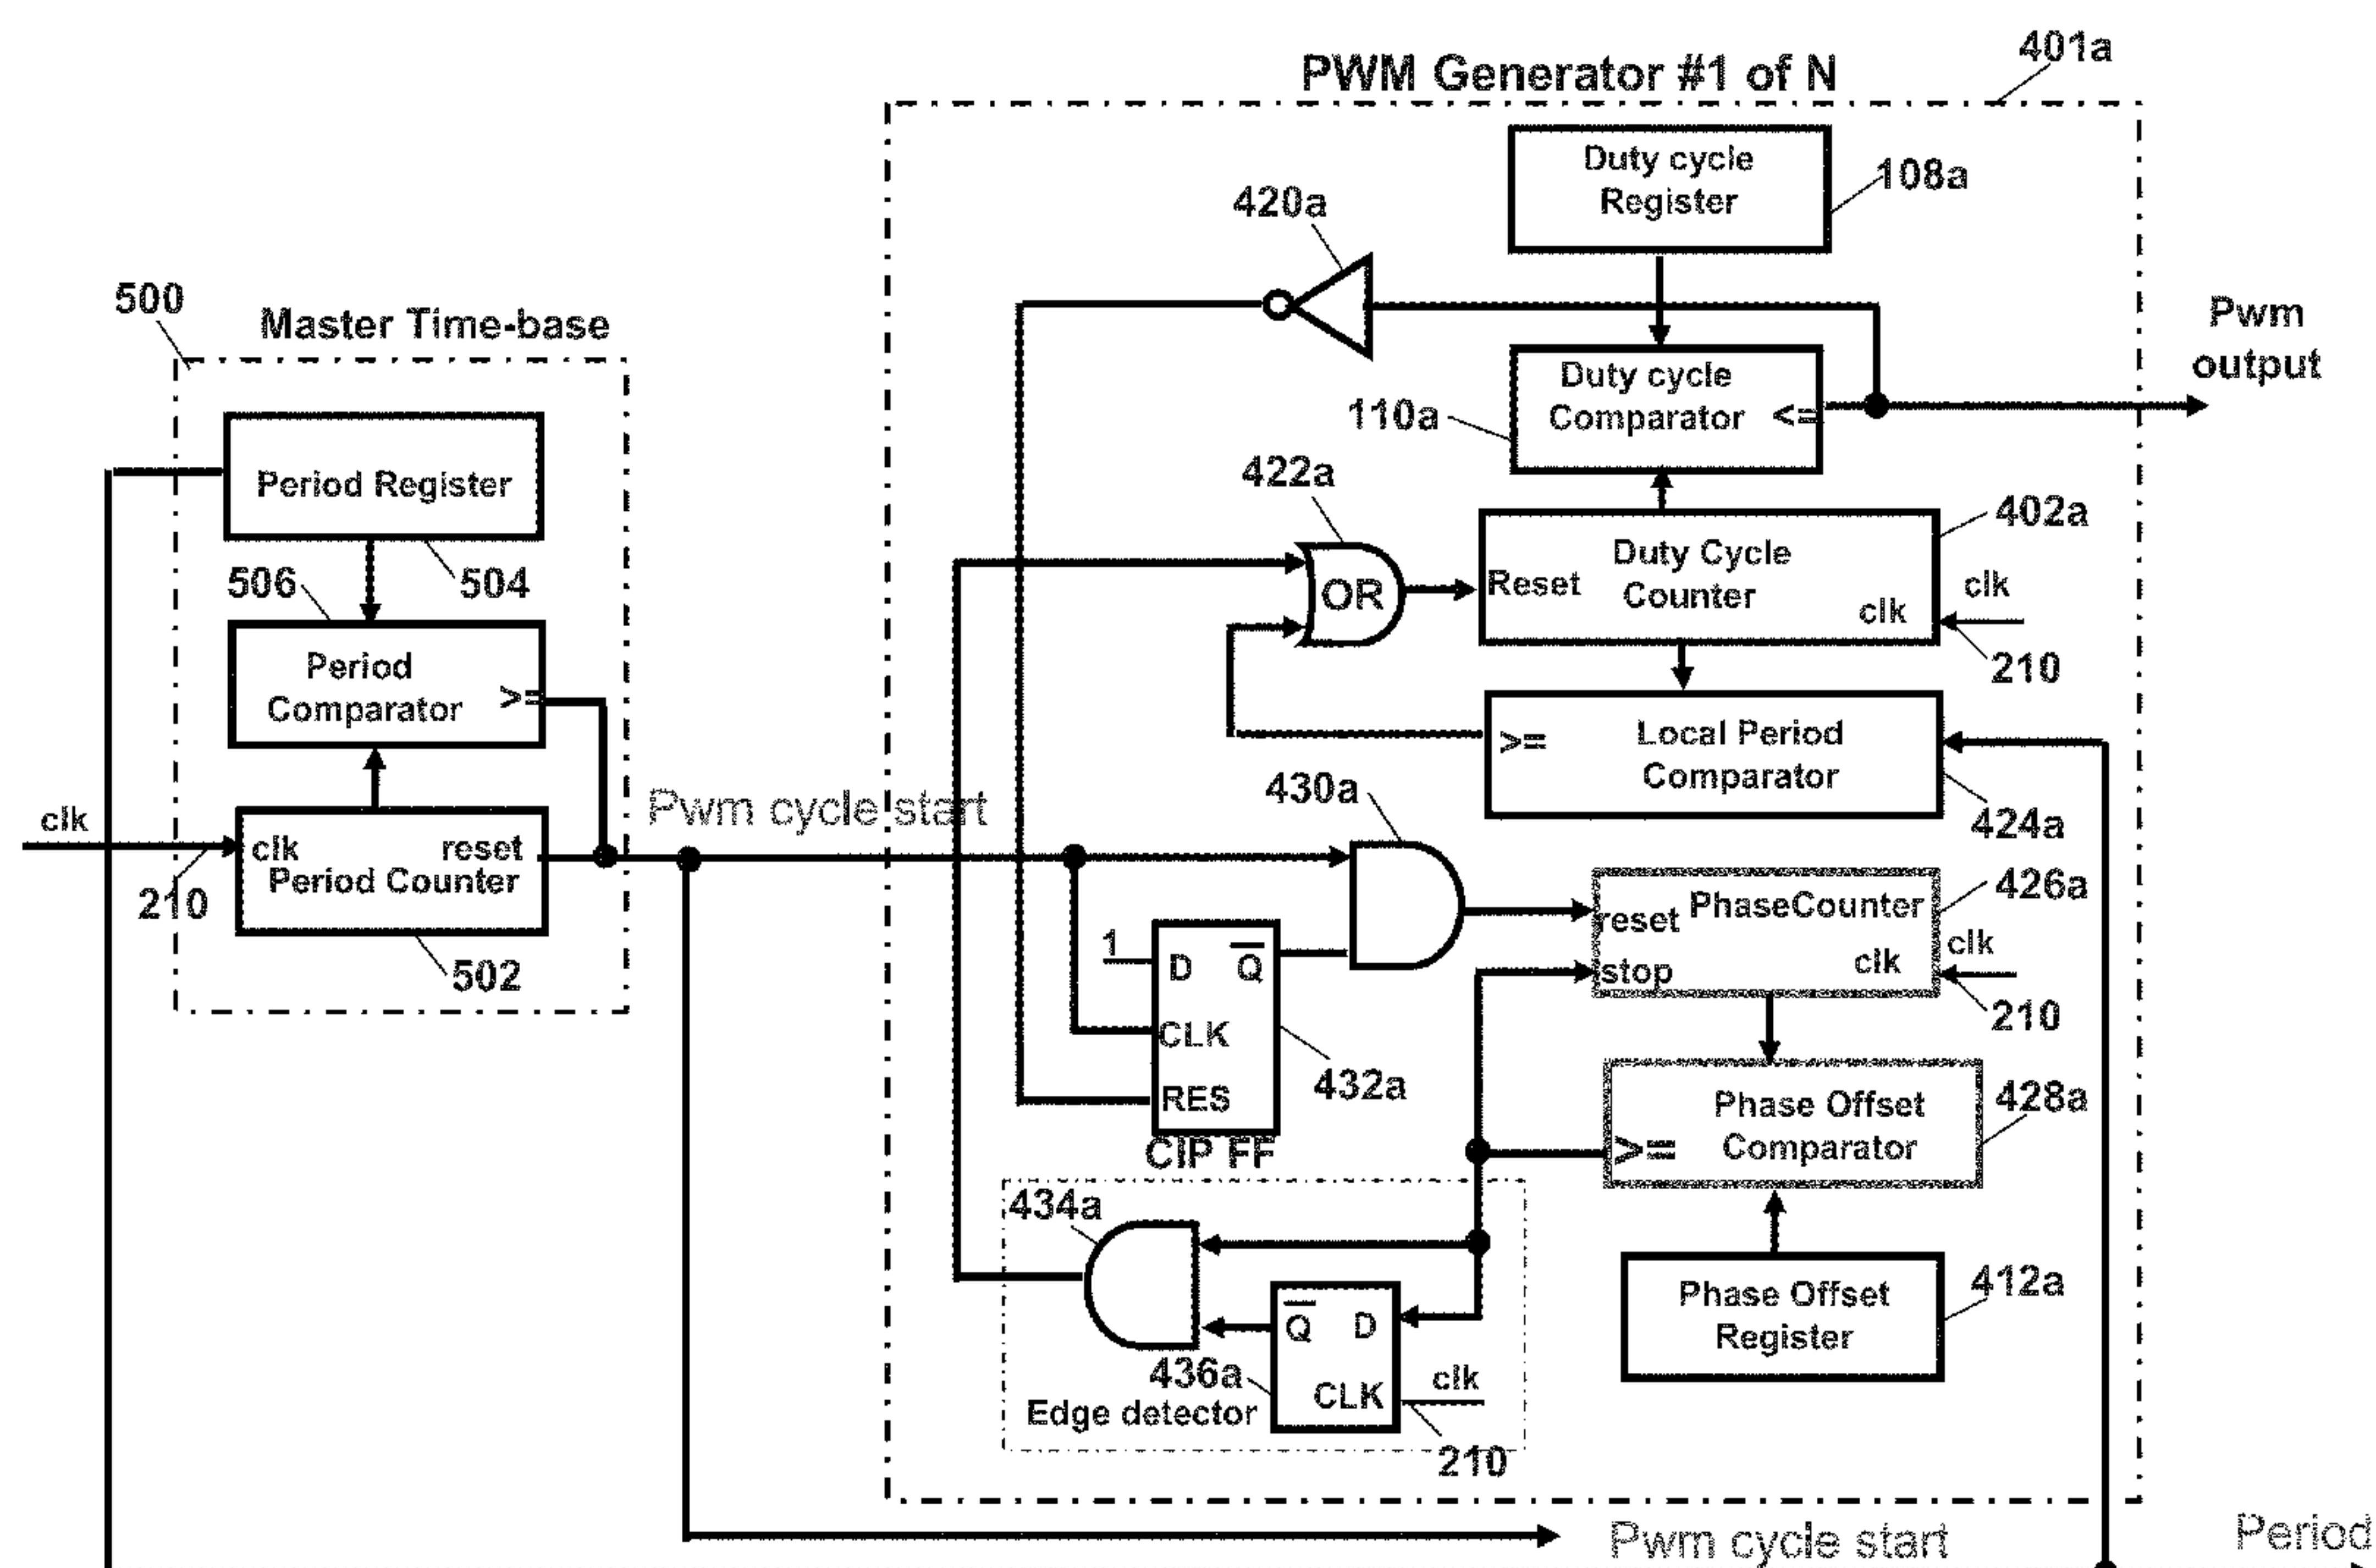 401a
PWM Generator #1 of N
Duty cycle
Register
108a
420a
500
Master Time-base
Pwm
output
Duty cycle
Comparator <=
110a
Period Register
422a
402a
506
504
OR
Reset
Duty Cycle
Counter
clk
clk
210
Period
Comparator
>=
430a
>=
Local Period
Comparator
424a
Pwm cycle start
clk
clk
reset
Period Counter
210
502
426a
reset
PhaseCounter
stop
clk
clk
210
1
D
Q
CLK
RES
432a
CIP FF
428a
>=
Phase Offset
Comparator
434a
412a
Phase Offset
Register
Q
D
436a
CLK
clk
Edge detector
210
Pwm cycle start
Period